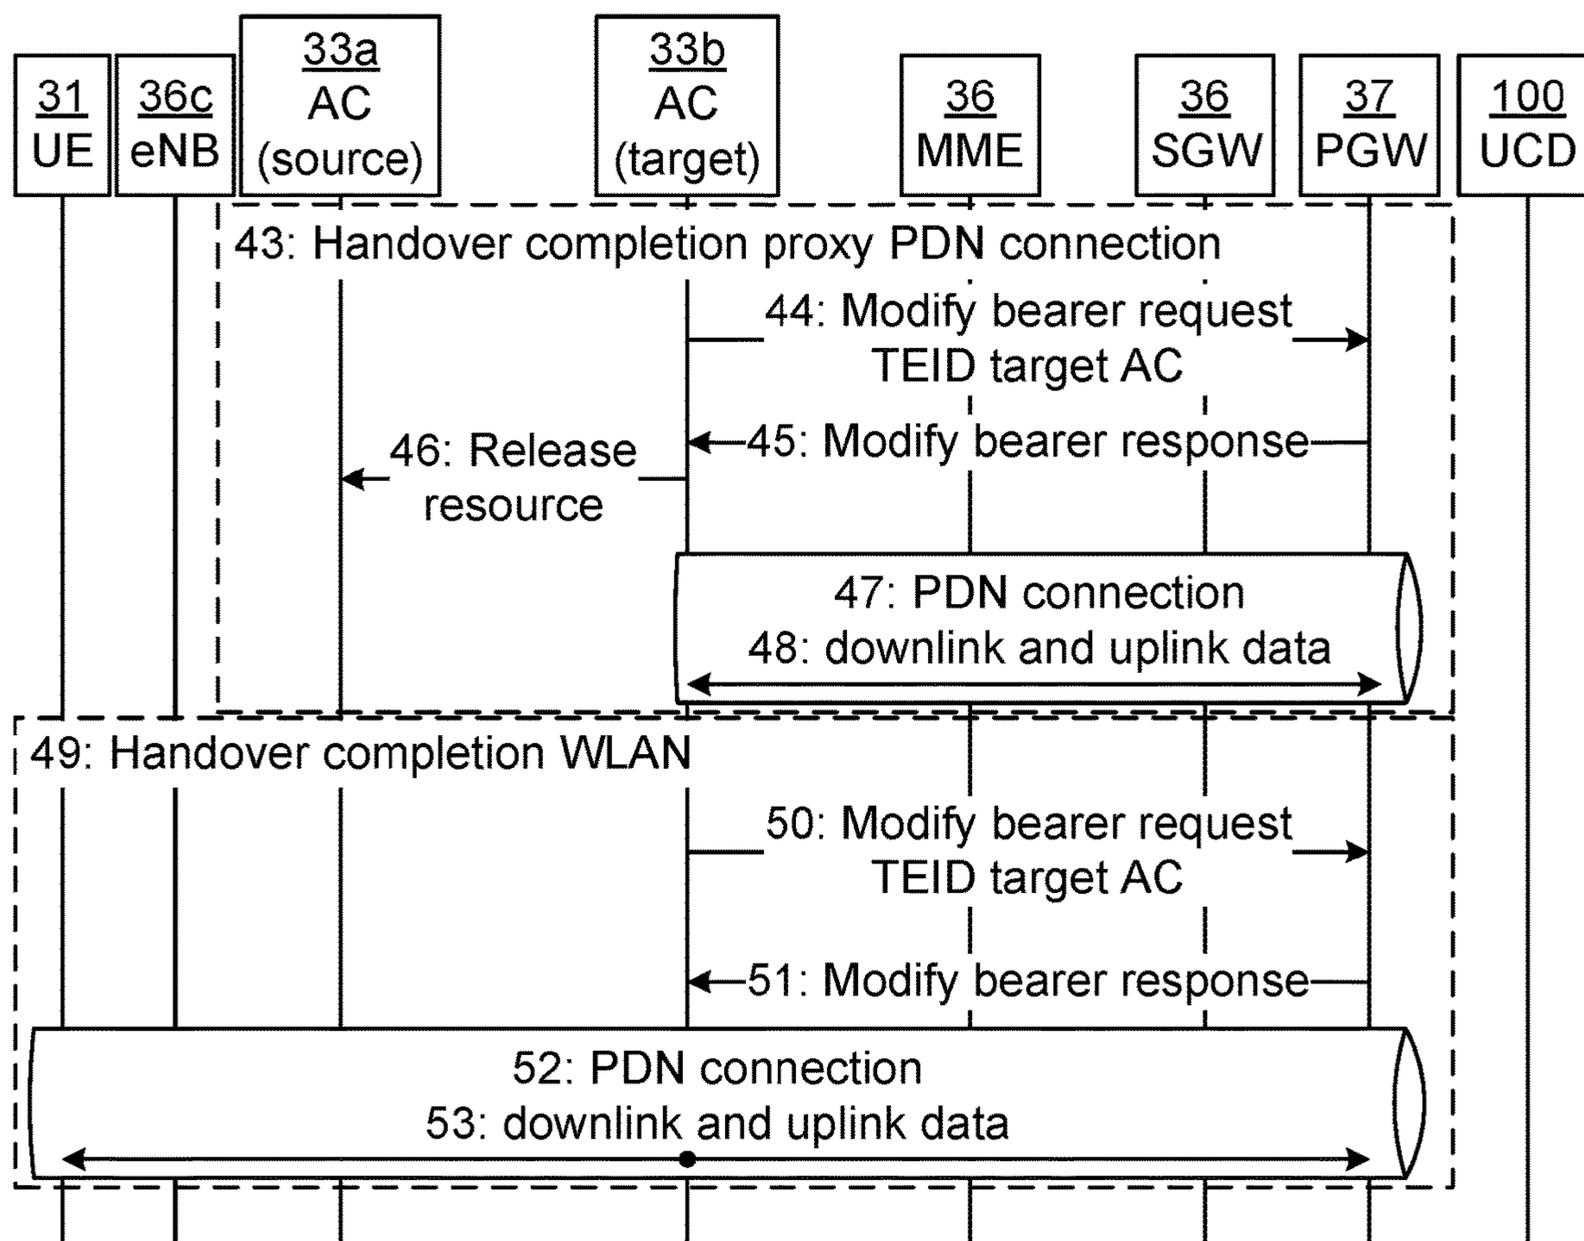 31
UE
36c
eNB
33a
AC
(source)
33b
AC
(target)
36
MME
36
SGW
37
PGW
100
UCD
43: Handover completion proxy PDN connection
44: Modify bearer request
TEID target AC
45: Modify bearer response
46: Release
resource
47: PDN connection
48: downlink and uplink data
49: Handover completion WLAN
50: Modify bearer request
TEID target AC
51: Modify bearer response
52: PDN connection
53: downlink and uplink data